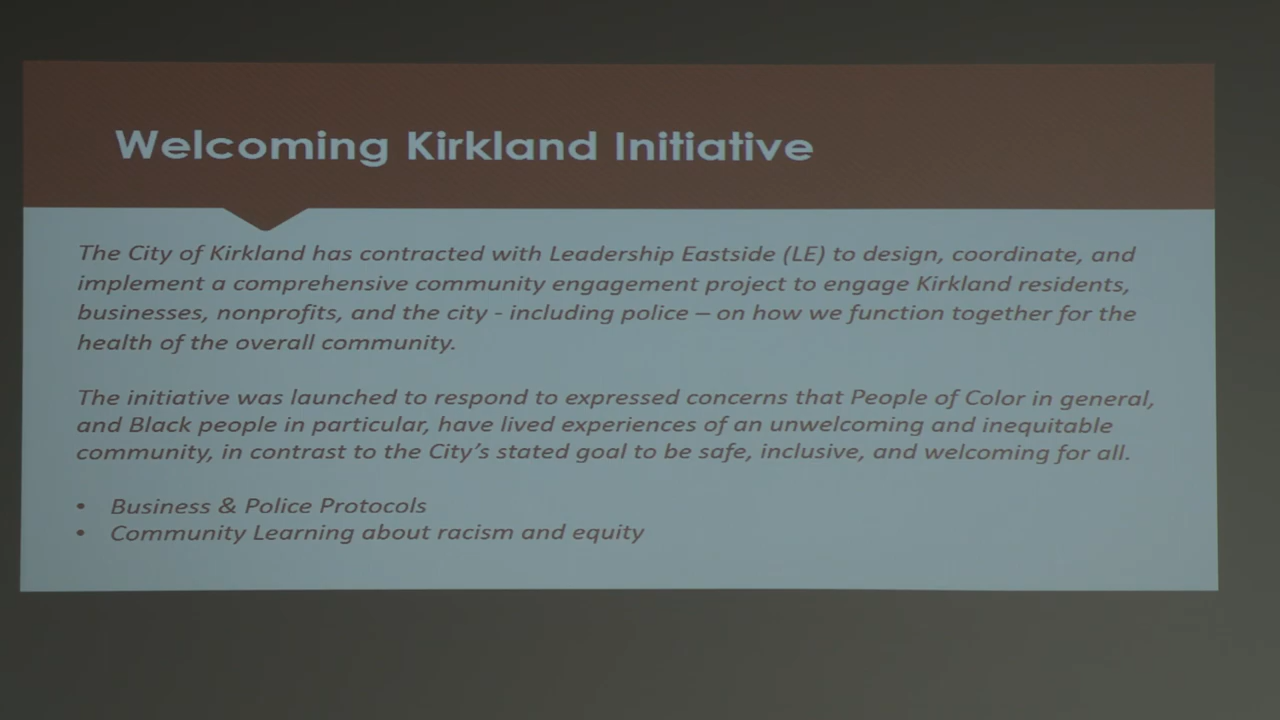 Welcoming Kirkland Initiative
The City of Kirkland has contracted with Leadership Eastside (LE) to design, coordinate, and
implement a comprehensive community engagement project to engage Kirkland residents,
businesses, nonprofits, and the city - including police – on how we function together for the
health of the overall community.
The initiative was launched to respond to expressed concerns that People of Color in general,
and Black people in particular, have lived experiences of an unwelcoming and inequitable
community, in contrast to the City’s stated goal to be safe, inclusive, and welcoming for all.
• Business & Police Protocols
• Community Learning about racism and equity